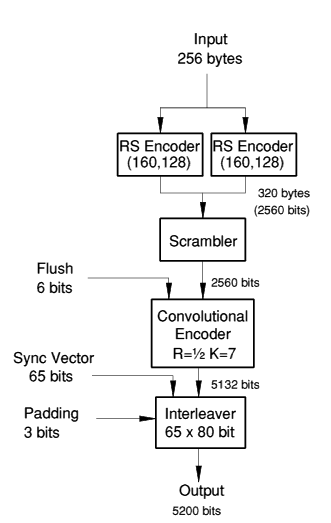 Input
256 bytes
RS Encoder
(160,128)
RS Encoder
(160,128)
320 bytes
(2560 bits)
Scrambler
Flush
6 bits
2560 bits
Convolutional
Encoder
R=½ K=7
Sync Vector
65 bits
5132 bits
Padding
3 bits
Interleaver
65 x 80 bit
Output
5200 bits